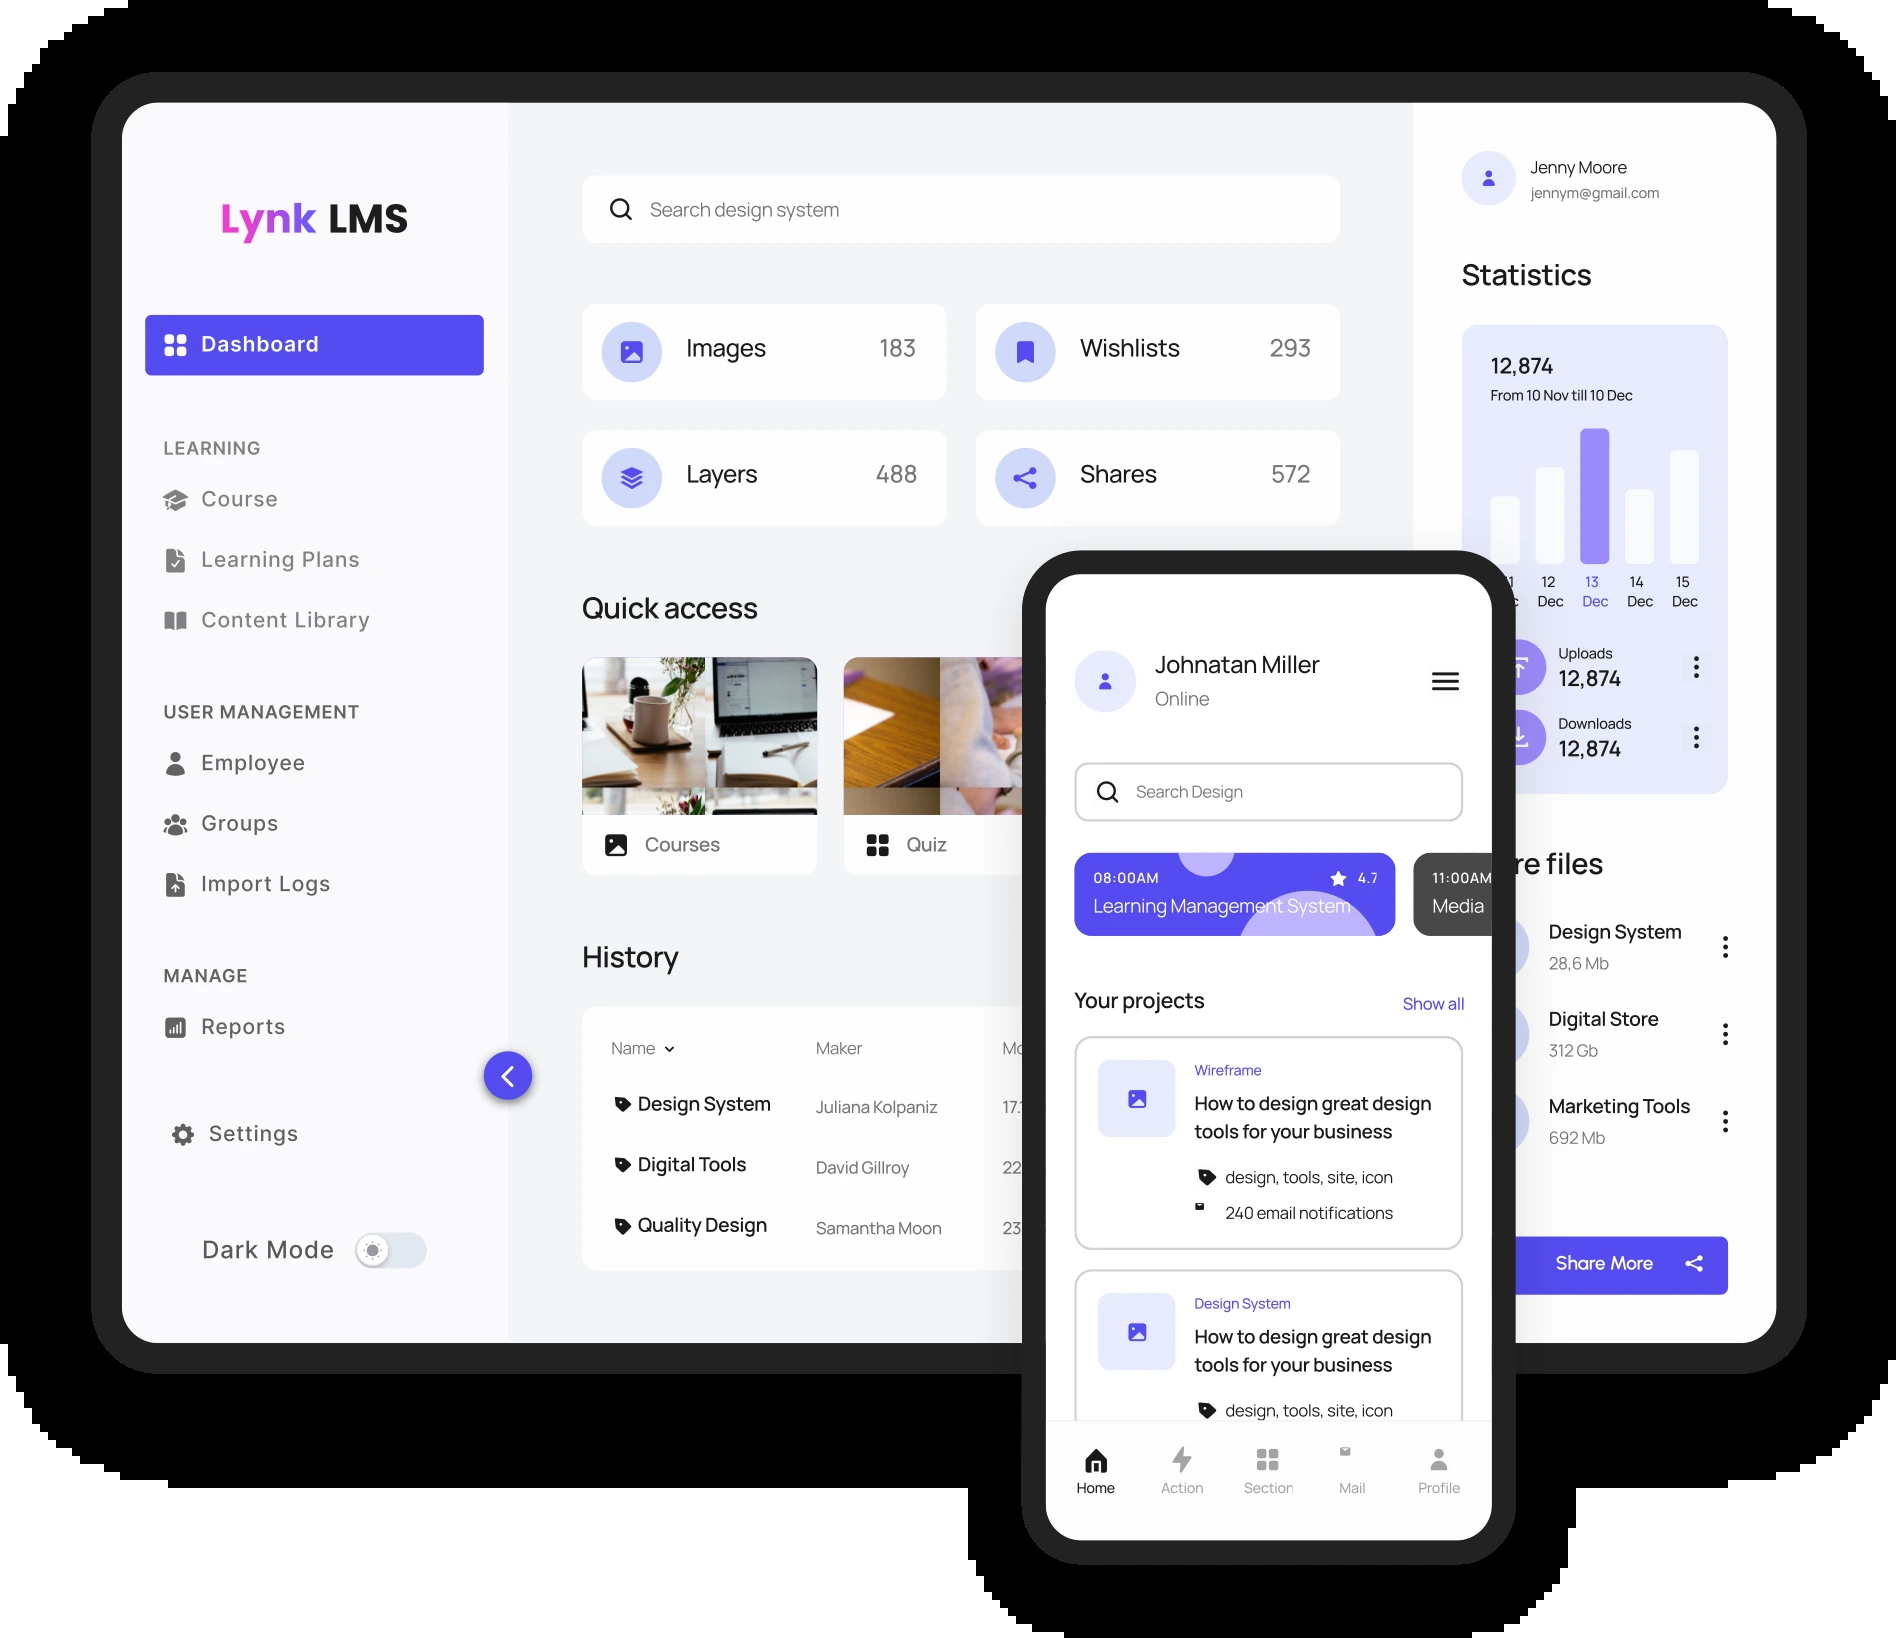 Lynk LMS
Dashboard
LEARNING
Course
Learning Plans
Content Library
USER MANAGEMENT
Employee
Groups
Import Logs
MANAGE
Reports
Settings
Dark Mode
Search design system
Images 183
Wishlists 293
Layers 488
Shares 572
Quick access
Courses
Quiz
History
Name Maker
Design System Juliana Kolpaniz
Digital Tools David Gillroy 22
Quality Design Samantha Moon 23
Jenny Moore
jennym@gmail.com
Statistics
12,874
From 10 Nov till 10 Dec
12 13 14 15
Dec Dec Dec Dec
Uploads
12,874
Downloads
12,874
files
Design System
28,6 Mb
Digital Store
312 Gb
Marketing Tools
692 Mb
Share More
Johnatan Miller
Online
Search Design
08:00AM 4.7
Learning Management System
11:00AM
Media
Your projects Show all
Wireframe
How to design great design
tools for your business
design, tools, site, icon
240 email notifications
Design System
How to design great design
tools for your business
design, tools, site, icon
Home Action Section Mail Profile